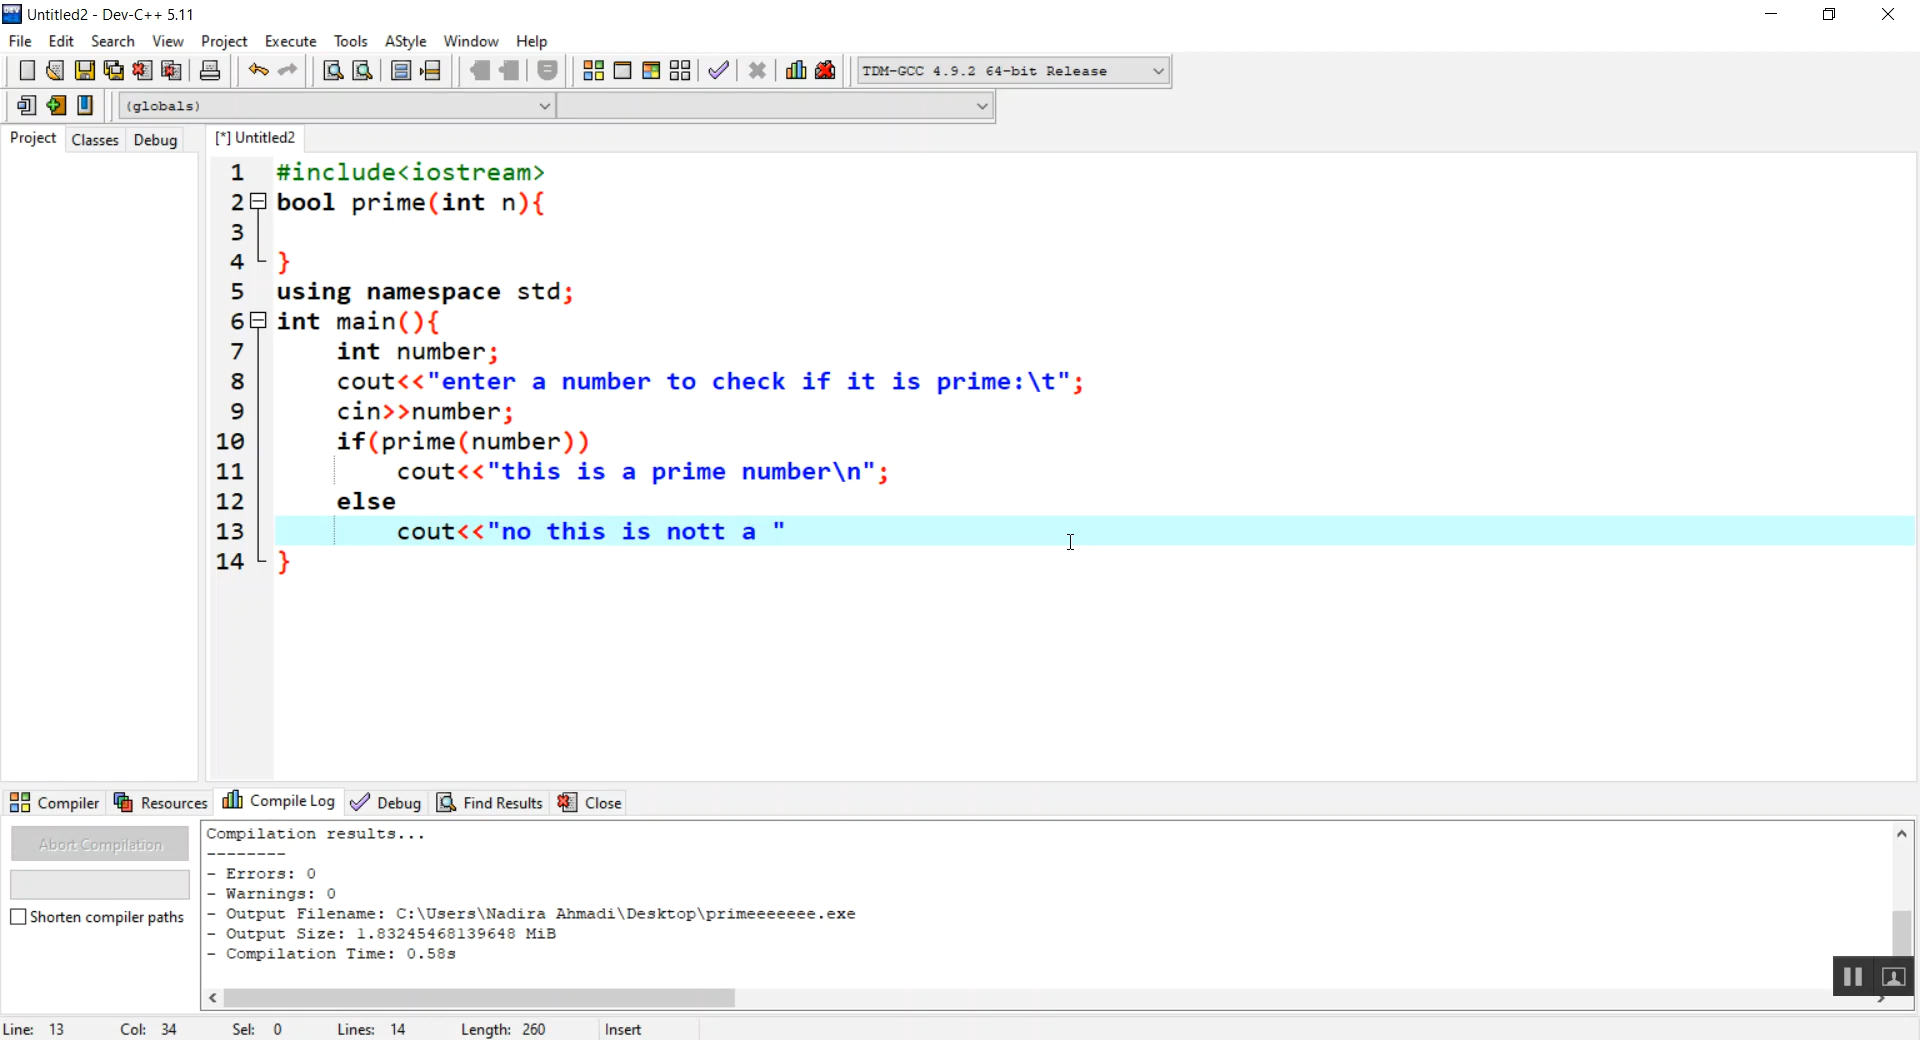 Untitled2 - Dev-C++ 5.11
File Edit Search View Project Execute Tools AStyle Window Help
TDM-GCC 4.9.2 64-bit Release
(globals)
Project Classes Debug [*] Untitled2
1 #include<iostream>
2 bool prime(int n){
3
4 }
5 using namespace std;
6 int main(){
7 int number;
8 cout<<"enter a number to check if it is prime:\t";
9 cin>>number;
10 if(prime(number))
11 cout<<"this is a prime number\n";
12 else
13 cout<<"no this is nott a "
14 }
Compiler Resources Compile Log Debug Find Results Close
Abort Compilation
Shorten compiler paths
Compilation results...
--------
- Errors: 0
- Warnings: 0
- Output Filename: C:\Users\Nadira Ahmadi\Desktop\primeeeeeee.exe
- Output Size: 1.83245468139648 MiB
- Compilation Time: 0.58s
Line: 13 Col: 34 Sel: 0 Lines: 14 Length: 260 Insert